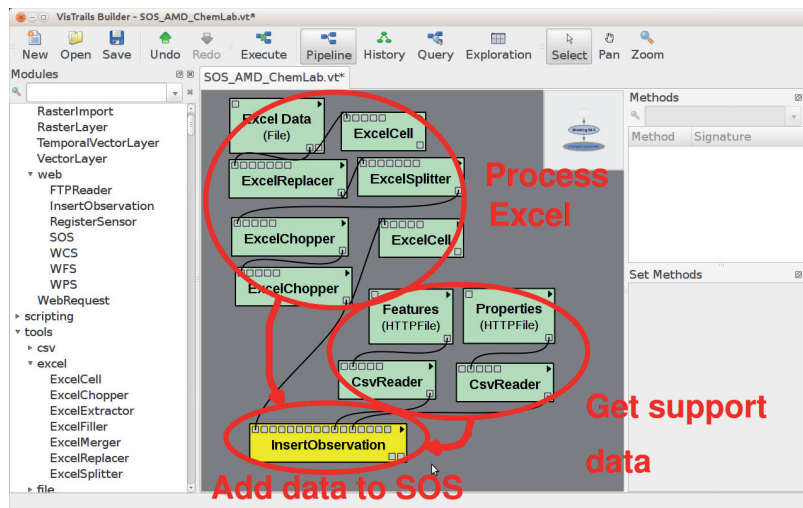 VisTrails Builder - SOS_AMD_ChemLab.vt*
New Open Save Undo Redo Execute Pipeline History Query Exploration Select Pan Zoom
Modules
RasterImport
RasterLayer
TemporalVectorLayer
VectorLayer
web
FTPReader
InsertObservation
RegisterSensor
SOS
WCS
WFS
WPS
WebRequest
scripting
tools
csv
excel
ExcelCell
ExcelChopper
ExcelExtractor
ExcelFiller
ExcelMerger
ExcelReplacer
ExcelSplitter
file
SOS_AMD_ChemLab.vt*
Excel Data
(File)
ExcelCell
ExcelReplacer
ExcelSplitter
ExcelChopper
ExcelCell
ExcelChopper
Features
(HTTPFile)
Properties
(HTTPFile)
CsvReader
CsvReader
InsertObservation
Process
Excel
Get support
data
Add data to SOS
Methods
Method Signature
Set Methods